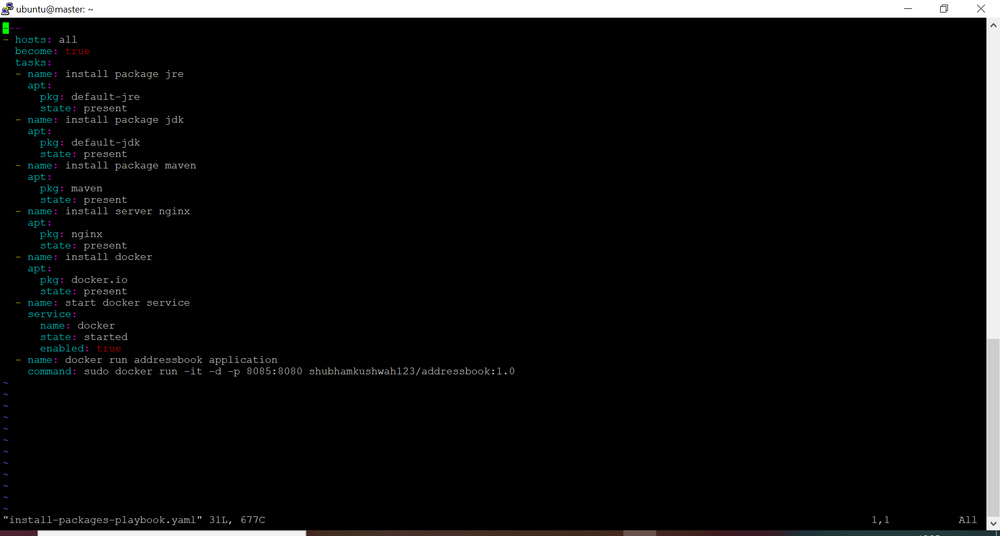 ubuntu@master: ~
---
- hosts: all
  become: true
  tasks:
  - name: install package jre
    apt:
      pkg: default-jre
      state: present
  - name: install package jdk
    apt:
      pkg: default-jdk
      state: present
  - name: install package maven
    apt:
      pkg: maven
      state: present
  - name: install server nginx
    apt:
      pkg: nginx
      state: present
  - name: install docker
    apt:
      pkg: docker.io
      state: present
  - name: start docker service
    service:
      name: docker
      state: started
      enabled: true
  - name: docker run addressbook application
    command: sudo docker run -it -d -p 8085:8080 shubhamkushwah123/addressbook:1.0
~
~
~
~
~
~
~
~
~
~
~
~
"install-packages-playbook.yaml" 31L, 677C 1,1 All